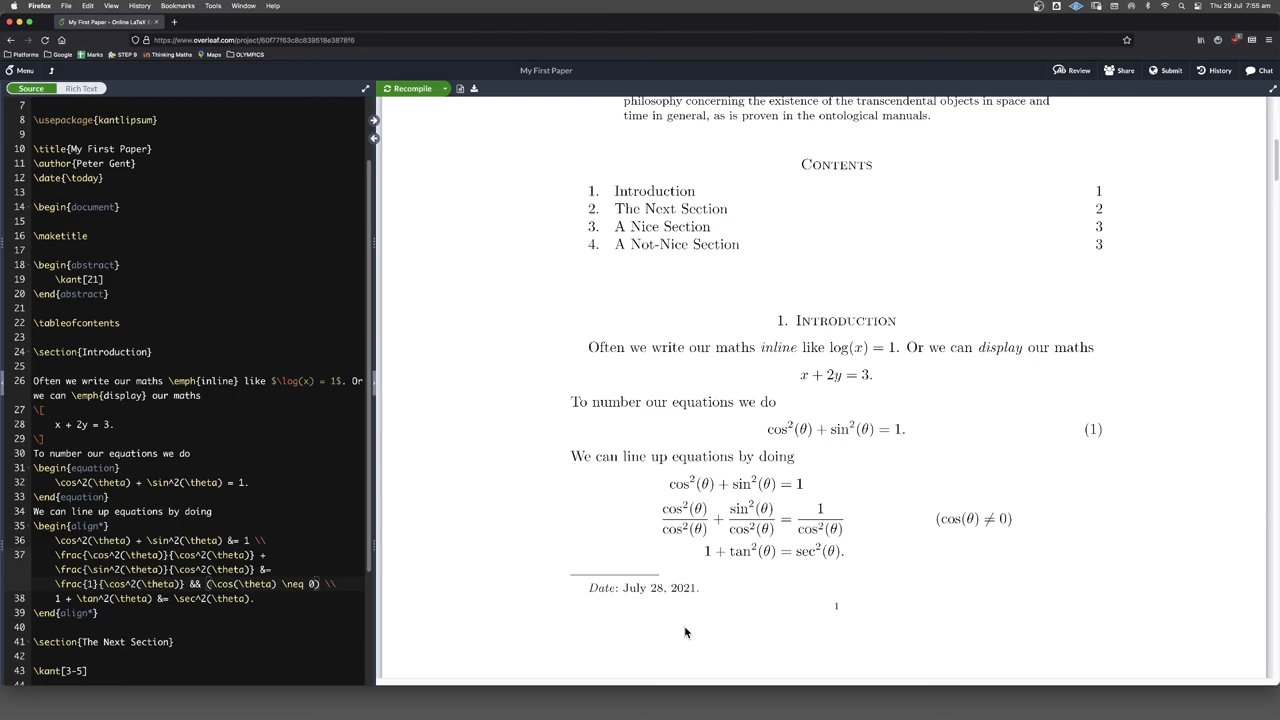 Firefox File Edit View History Bookmarks Tools Window Help
Thu 29 Jul 7:55 am
My First Paper - Online LaTeX E
https://www.overleaf.com/project/60f77f63c8c839518e3878f6
Platforms Google Marks STEP 9 Thinking Maths Maps OLYMPICS
Menu
My First Paper
Review Share Submit History Chat
Source Rich Text
Recompile
7
8 \usepackage{kantlipsum}
9
10 \title{My First Paper}
11 \author{Peter Gent}
12 \date{\today}
13
14 \begin{document}
15
16 \maketitle
17
18 \begin{abstract}
19 \kant[21]
20 \end{abstract}
21
22 \tableofcontents
23
24 \section{Introduction}
25
26 Often we write our maths \emph{inline} like $\log(x) = 1$. Or
we can \emph{display} our maths
27 \[
28 x + 2y = 3.
29 \]
30 To number our equations we do
31 \begin{equation}
32 \cos^2(\theta) + \sin^2(\theta) = 1.
33 \end{equation}
34 We can line up equations by doing
35 \begin{align*}
36 \cos^2(\theta) + \sin^2(\theta) &= 1 \\
37 \frac{\cos^2(\theta)}{\cos^2(\theta)} +
\frac{\sin^2(\theta)}{\cos^2(\theta)} &=
\frac{1}{\cos^2(\theta)} && (\cos(\theta) \neq 0) \\
38 1 + \tan^2(\theta) &= \sec^2(\theta).
39 \end{align*}
40
41 \section{The Next Section}
42
43 \kant[3-5]
philosophy concerning the existence of the transcendental objects in space and
time in general, as is proven in the ontological manuals.
Contents
1. Introduction 1
2. The Next Section 2
3. A Nice Section 3
4. A Not-Nice Section 3
1. Introduction
Often we write our maths inline like log(x) = 1. Or we can display our maths
x + 2y = 3.
To number our equations we do
cos²(θ) + sin²(θ) = 1. (1)
We can line up equations by doing
cos²(θ) + sin²(θ) = 1
cos²(θ)/cos²(θ) + sin²(θ)/cos²(θ) = 1/cos²(θ) (cos(θ) ≠ 0)
1 + tan²(θ) = sec²(θ).
Date: July 28, 2021.
1